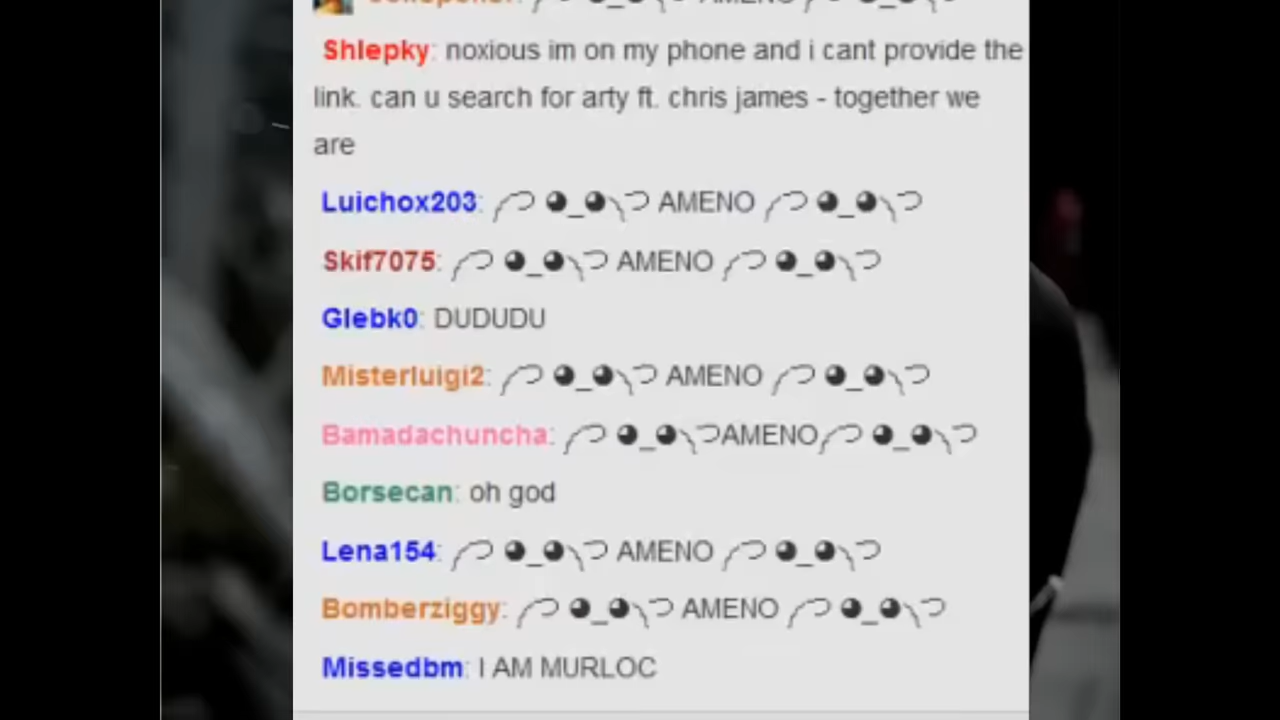 AMENO
Shlepky: noxious im on my phone and i cant provide the
link. can u search for arty ft. chris james - together we
are
Luichox203: ༼ つ ◕_◕ ༽つ AMENO ༼ つ ◕_◕ ༽つ
Skif7075: ༼ つ ◕_◕ ༽つ AMENO ༼ つ ◕_◕ ༽つ
Glebk0: DUDUDU
Misterluigi2: ༼ つ ◕_◕ ༽つ AMENO ༼ つ ◕_◕ ༽つ
Bamadachuncha: ༼ つ ◕_◕ ༽つAMENO༼ つ ◕_◕ ༽つ
Borsecan: oh god
Lena154: ༼ つ ◕_◕ ༽つ AMENO ༼ つ ◕_◕ ༽つ
Bomberziggy: ༼ つ ◕_◕ ༽つ AMENO ༼ つ ◕_◕ ༽つ
Missedbm: I AM MURLOC